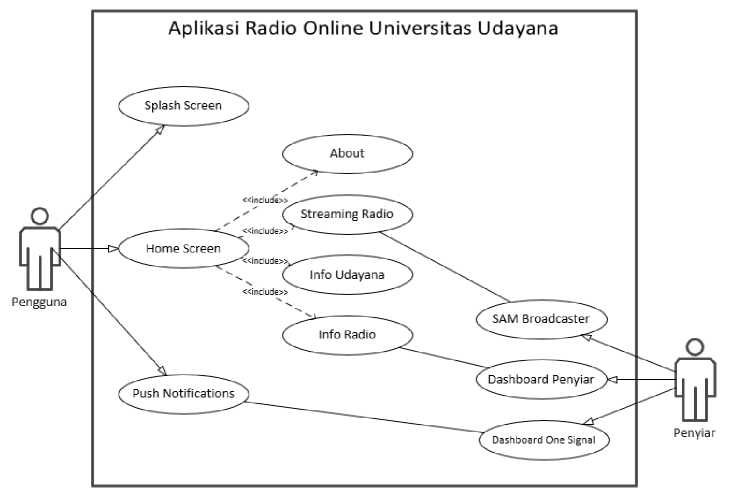 Aplikasi Radio Online Universitas Udayana
Splash Screen
About
<<include>>
Streaming Radio
<<include>>
Home Screen
<<include>>
Info Udayana
<<include>>
Pengguna
SAM Broadcaster
Info Radio
Dashboard Penyiar
Push Notifications
Penyiar
Dashboard One Signal